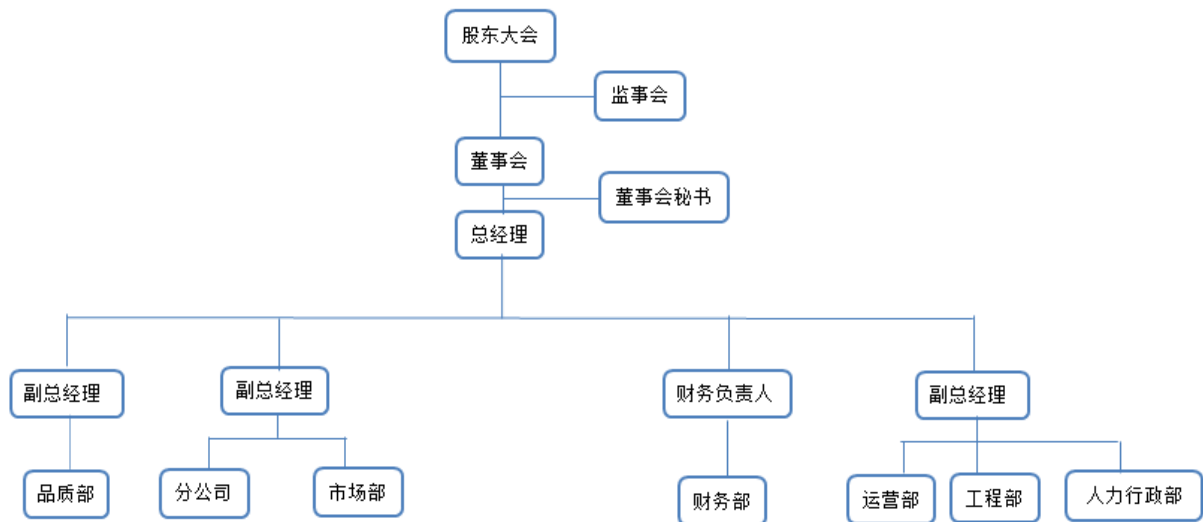 股东大会
监事会
董事会
董事会秘书
总经理
副总经理
副总经理
财务负责人
副总经理
品质部
分公司
市场部
财务部
运营部
工程部
人力行政部